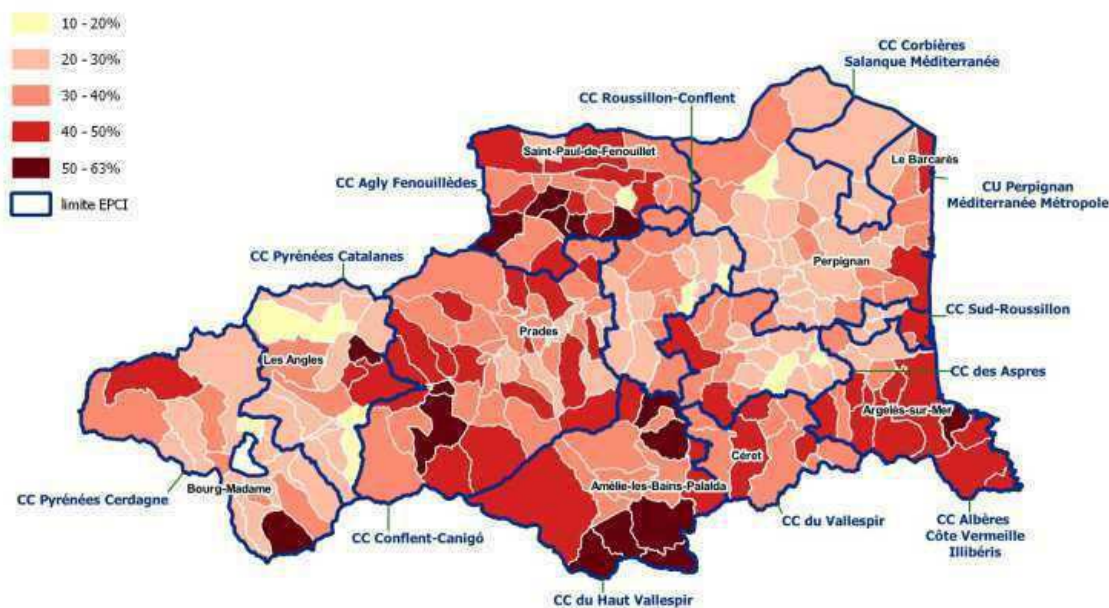 10 - 20%
20 - 30%
30 - 40%
40 - 50%
50 - 63%
limite EPCI
CC Corbières
Salanque Méditerranée
CC Roussillon-Conflent
Saint-Paul-de-Fenouillet
Le Barcarès
CC Agly Fenouillèdes
CU Perpignan
Méditerranée Métropole
CC Pyrénées Catalanes
Perpignan
CC Sud-Roussillon
Prades
Les Angles
CC des Aspres
Argelès-sur-Mer
Céret
Amélie-les-Bains-Palalda
Bourg-Madame
CC Pyrénées Cerdagne
CC Conflent-Canigó
CC du Vallespir
CC Albères
Côte Vermeille
Illibéris
CC du Haut Vallespir